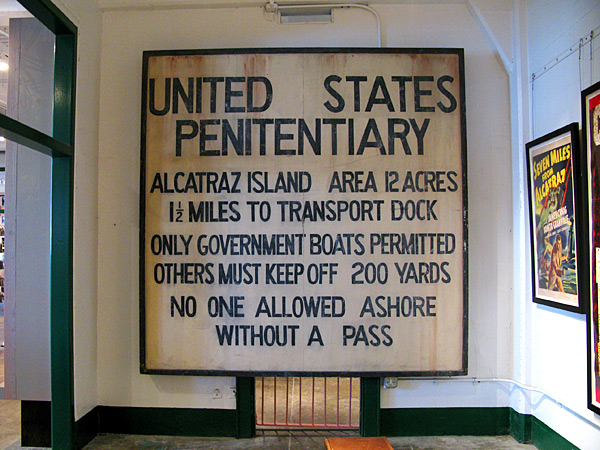 UNITED STATES
PENITENTIARY
ALCATRAZ ISLAND AREA 12 ACRES
1½ MILES TO TRANSPORT DOCK
ONLY GOVERNMENT BOATS PERMITTED
OTHERS MUST KEEP OFF 200 YARDS
NO ONE ALLOWED ASHORE
WITHOUT A PASS
SEVEN MILES
FROM
ALCATRAZ